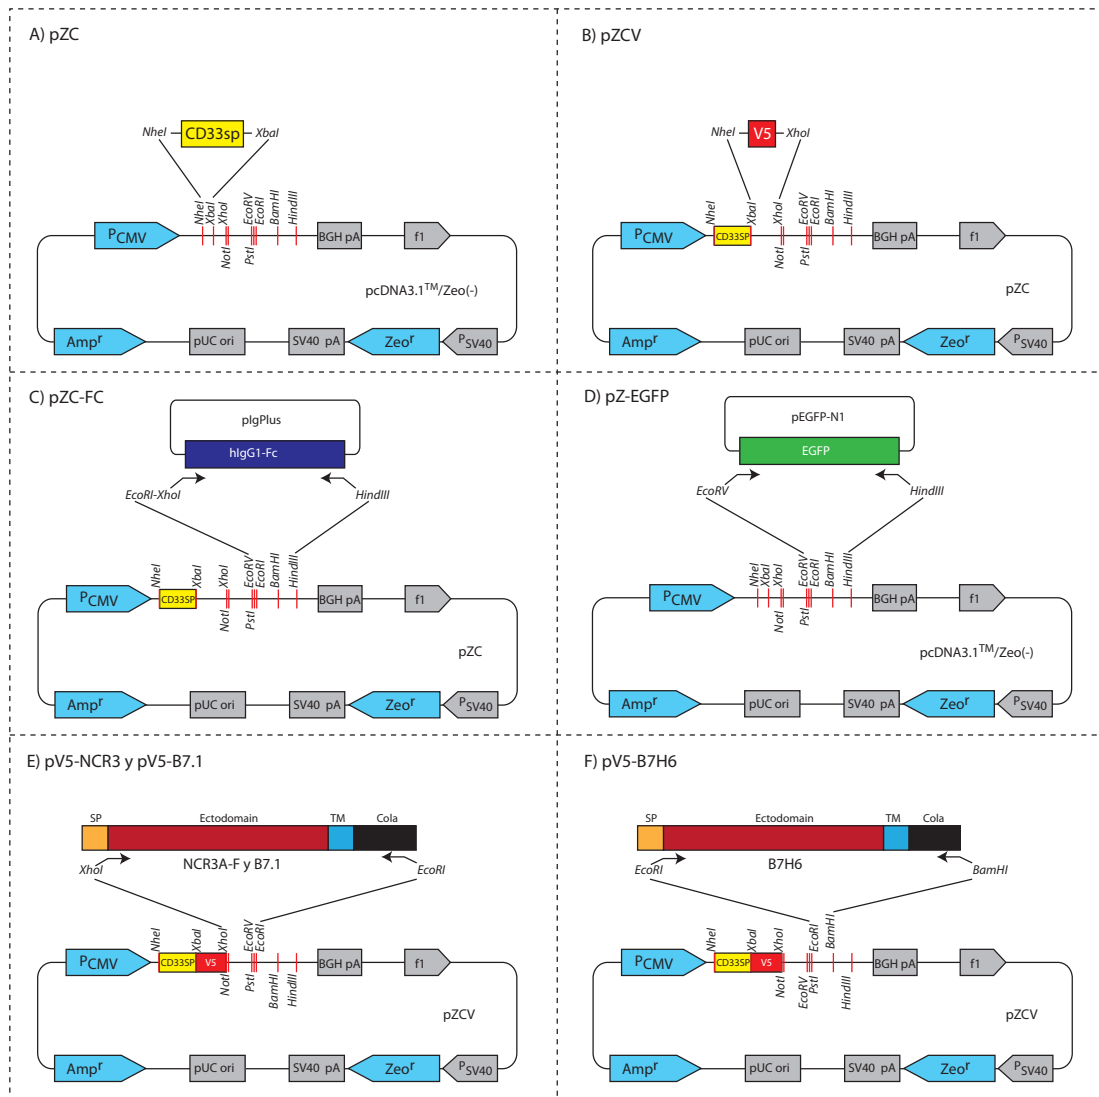 A) pZC
NheI
CD33sp
XbaI
NheI
XbaI
XhoI
NotI
PstI
EcoRV
EcoRI
BamHI
HindIII
PCMV
BGH pA
f1
pcDNA3.1TM/Zeo(-)
Ampr
pUC ori
SV40 pA
Zeor
PSV40
B) pZCV
NheI
V5
XhoI
NheI
XbaI
XhoI
NotI
PstI
EcoRV
EcoRI
BamHI
HindIII
PCMV
CD33SP
BGH pA
f1
pZC
Ampr
pUC ori
SV40 pA
Zeor
PSV40
C) pZC-FC
pIgPlus
hIgG1-Fc
EcoRI-XhoI
HindIII
NheI
XbaI
XhoI
NotI
PstI
EcoRV
EcoRI
BamHI
HindIII
PCMV
CD33SP
BGH pA
f1
pZC
Ampr
pUC ori
SV40 pA
Zeor
PSV40
D) pZ-EGFP
pEGFP-N1
EGFP
EcoRV
HindIII
NheI
XbaI
XhoI
NotI
PstI
EcoRV
EcoRI
BamHI
HindIII
PCMV
BGH pA
f1
pcDNA3.1TM/Zeo(-)
Ampr
pUC ori
SV40 pA
Zeor
PSV40
E) pV5-NCR3 y pV5-B7.1
SP
Ectodomain
TM
Cola
NCR3A-F y B7.1
XhoI
EcoRI
NheI
XbaI
XhoI
NotI
PstI
EcoRV
EcoRI
BamHI
HindIII
PCMV
CD33SP
V5
BGH pA
f1
pZCV
Ampr
pUC ori
SV40 pA
Zeor
PSV40
F) pV5-B7H6
SP
Ectodomain
TM
Cola
B7H6
EcoRI
BamHI
NheI
XbaI
XhoI
NotI
EcoRV
PstI
EcoRI
BamHI
HindIII
PCMV
CD33SP
V5
BGH pA
f1
pZCV
Ampr
pUC ori
SV40 pA
Zeor
PSV40